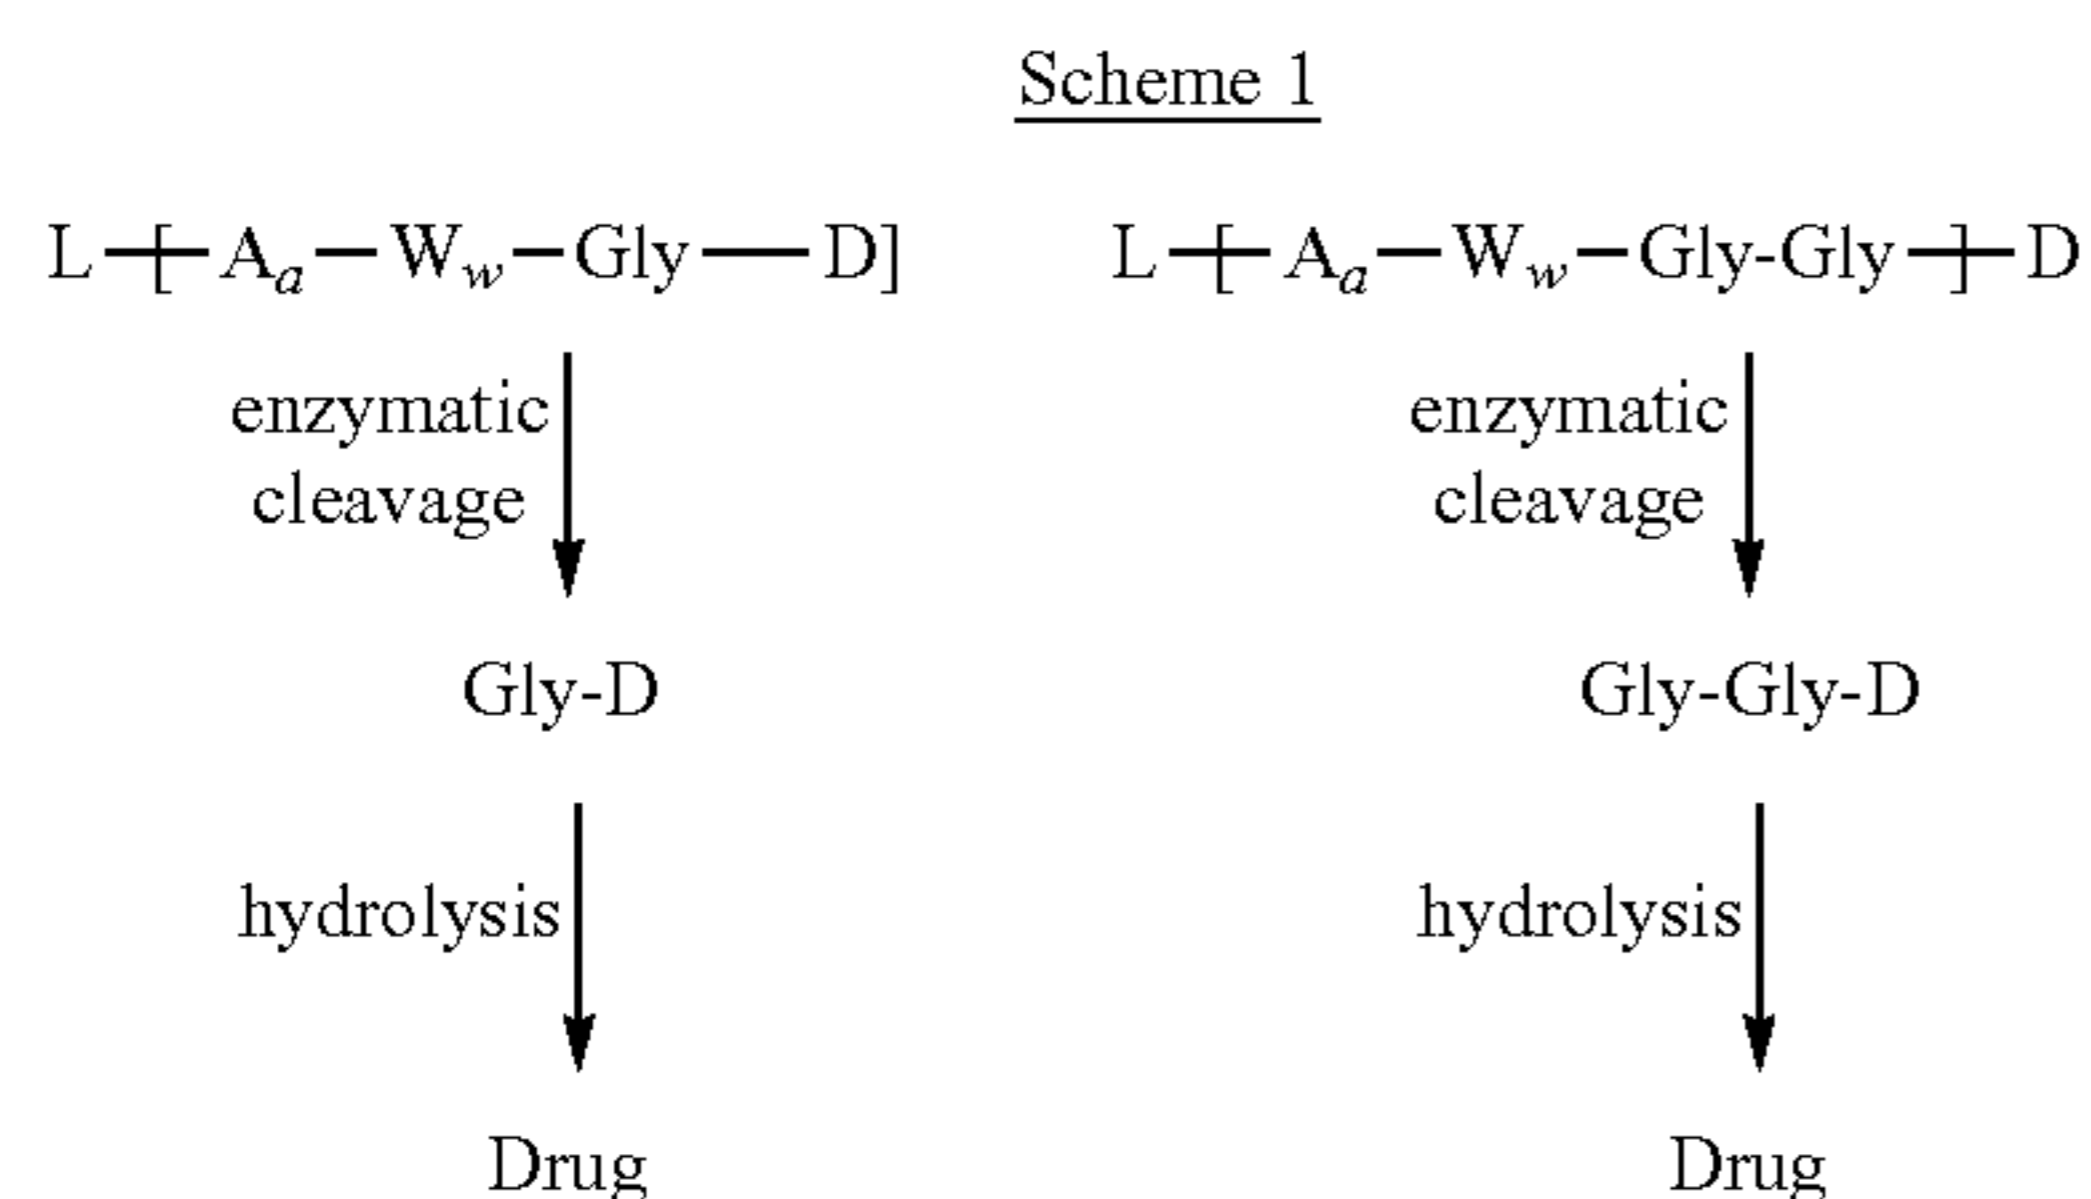 Scheme 1
L—[—Aa—Ww—Gly—D] L—[—Aa—Ww—Gly-Gly—]—D
enzymatic enzymatic
cleavage cleavage
Gly-D Gly-Gly-D
hydrolysis hydrolysis
Drug Drug